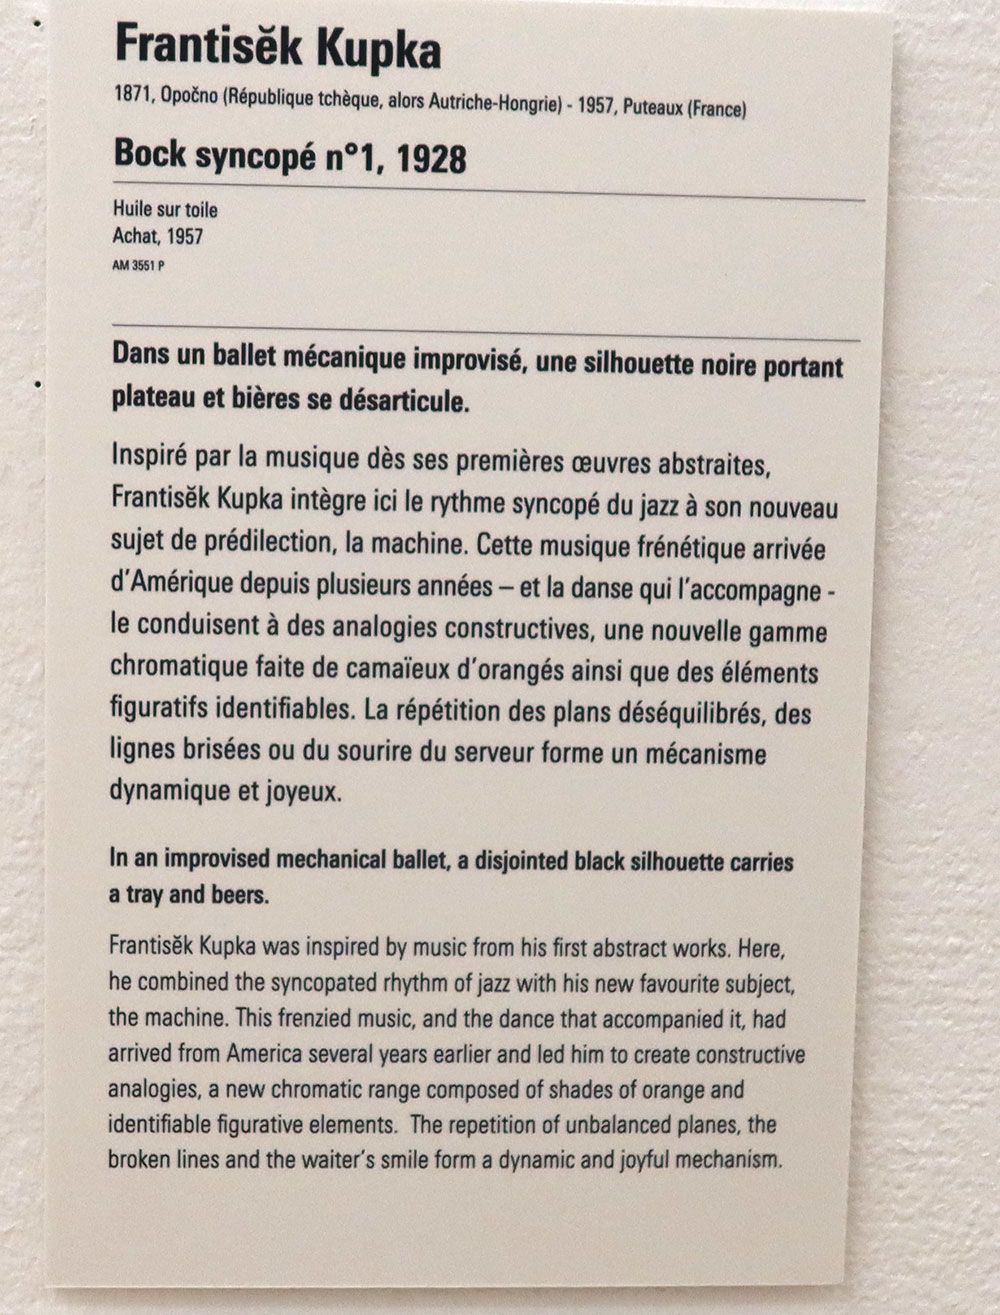 Frantisĕk Kupka
1871, Opočno (République tchèque, alors Autriche-Hongrie) - 1957, Puteaux (France)
Bock syncopé n°1, 1928
Huile sur toile
Achat, 1957
AM 3551 P
Dans un ballet mécanique improvisé, une silhouette noire portant
plateau et bières se désarticule.
Inspiré par la musique dès ses premières œuvres abstraites,
Frantisĕk Kupka intègre ici le rythme syncopé du jazz à son nouveau
sujet de prédilection, la machine. Cette musique frénétique arrivée
d'Amérique depuis plusieurs années – et la danse qui l'accompagne -
le conduisent à des analogies constructives, une nouvelle gamme
chromatique faite de camaïeux d'orangés ainsi que des éléments
figuratifs identifiables. La répétition des plans déséquilibrés, des
lignes brisées ou du sourire du serveur forme un mécanisme
dynamique et joyeux.
In an improvised mechanical ballet, a disjointed black silhouette carries
a tray and beers.
Frantisĕk Kupka was inspired by music from his first abstract works. Here,
he combined the syncopated rhythm of jazz with his new favourite subject,
the machine. This frenzied music, and the dance that accompanied it, had
arrived from America several years earlier and led him to create constructive
analogies, a new chromatic range composed of shades of orange and
identifiable figurative elements.  The repetition of unbalanced planes, the
broken lines and the waiter's smile form a dynamic and joyful mechanism.